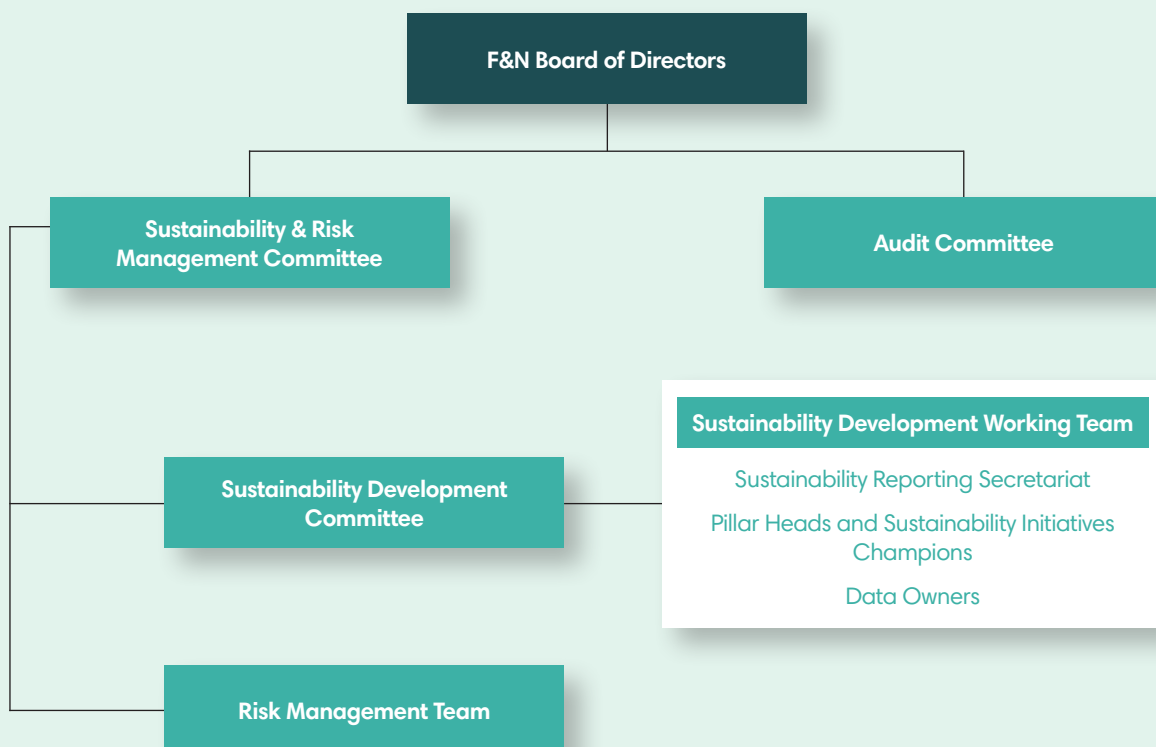 F&N Board of Directors
Sustainability & Risk
Management Committee
Audit Committee
Sustainability Development Working Team
Sustainability Reporting Secretariat
Pillar Heads and Sustainability Initiatives
Champions
Data Owners
Sustainability Development
Committee
Risk Management Team